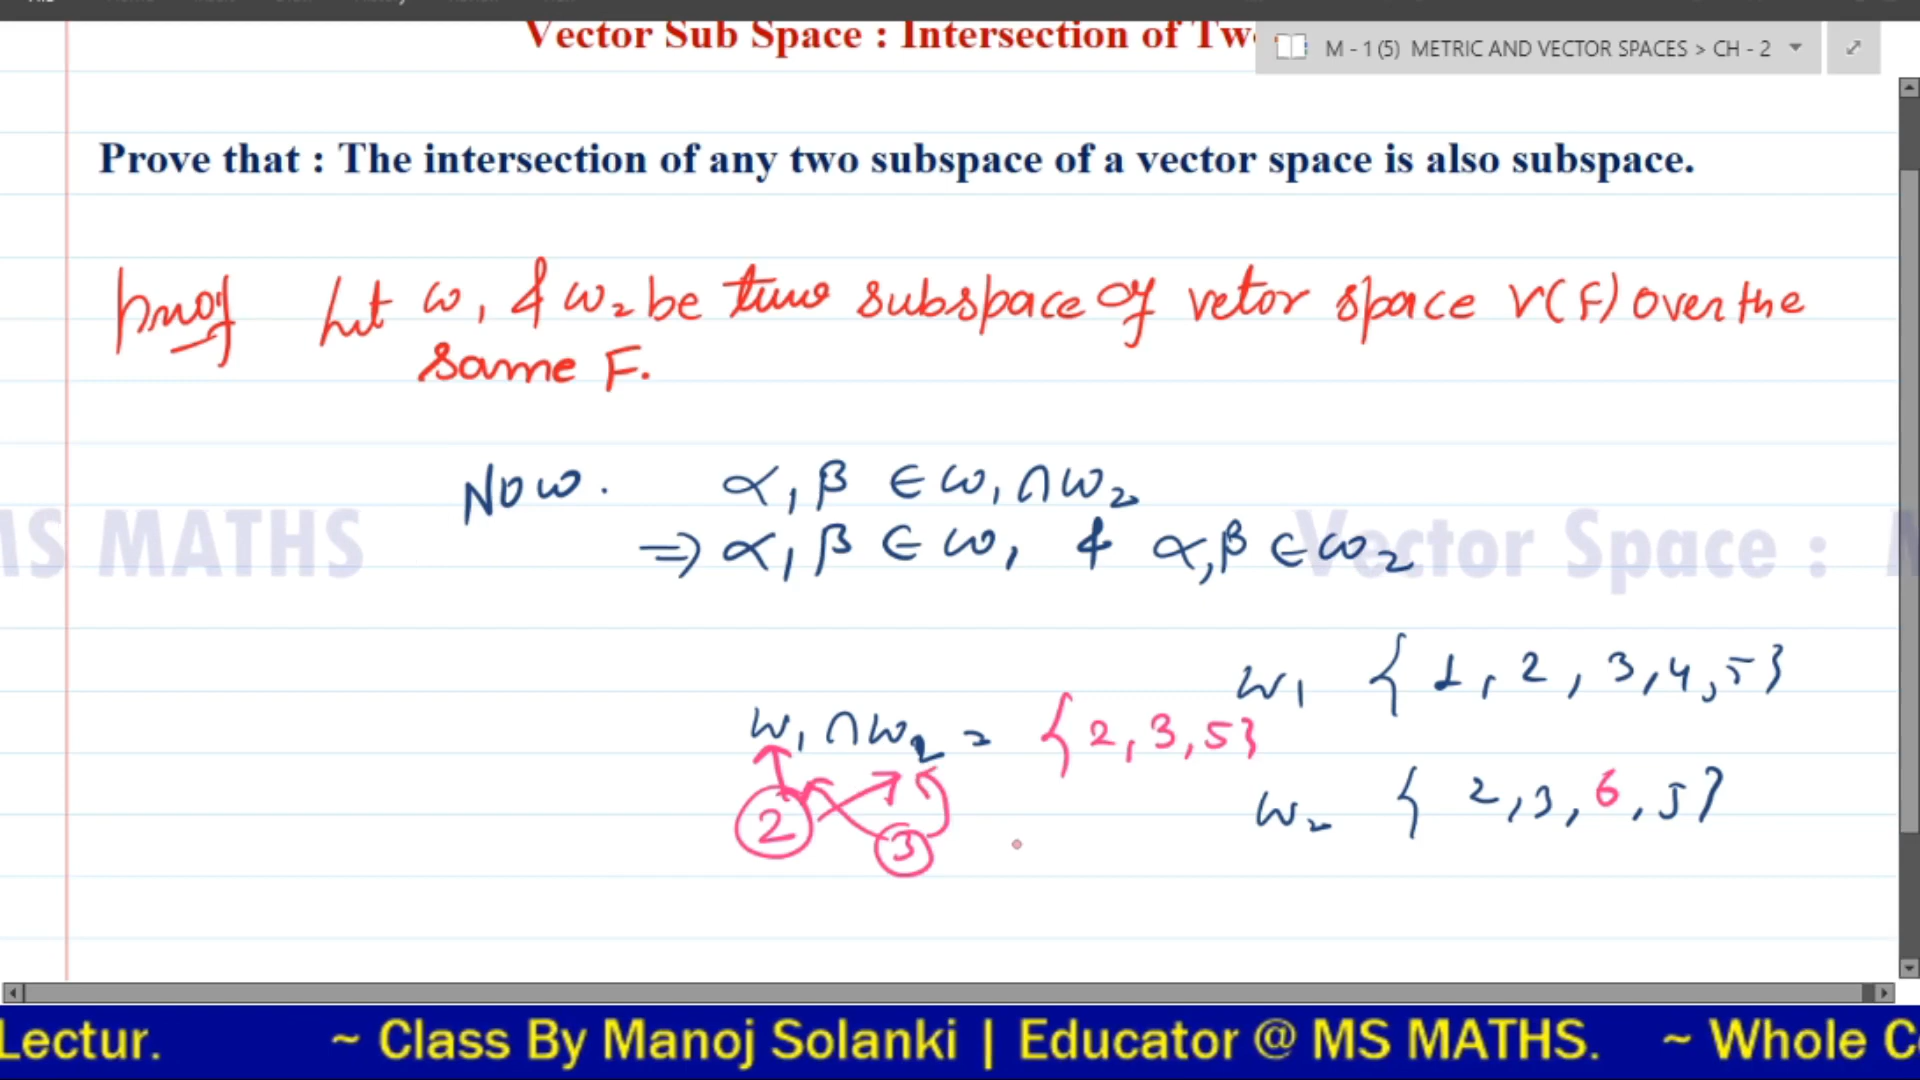 Vector Sub Space : Intersection of Tw
M - 1 (5) METRIC AND VECTOR SPACES > CH - 2
Prove that : The intersection of any two subspace of a vector space is also subspace.
Proof Let ω₁ & ω₂ be two subspace of vetor space V(F) over the
same F.
Now. α, β ∈ ω₁ ∩ ω₂
⇒ α, β ∈ ω₁ & α, β ∈ ω₂
MS MATHS
Vector Space :
W₁ { 1, 2, 3, 4, 5 }
W₁ ∩ W₂ = { 2, 3, 5 }
W₂ { 2, 3, 6, 5 }
2 3
Lectur. ~ Class By Manoj Solanki | Educator @ MS MATHS. ~ Whole C